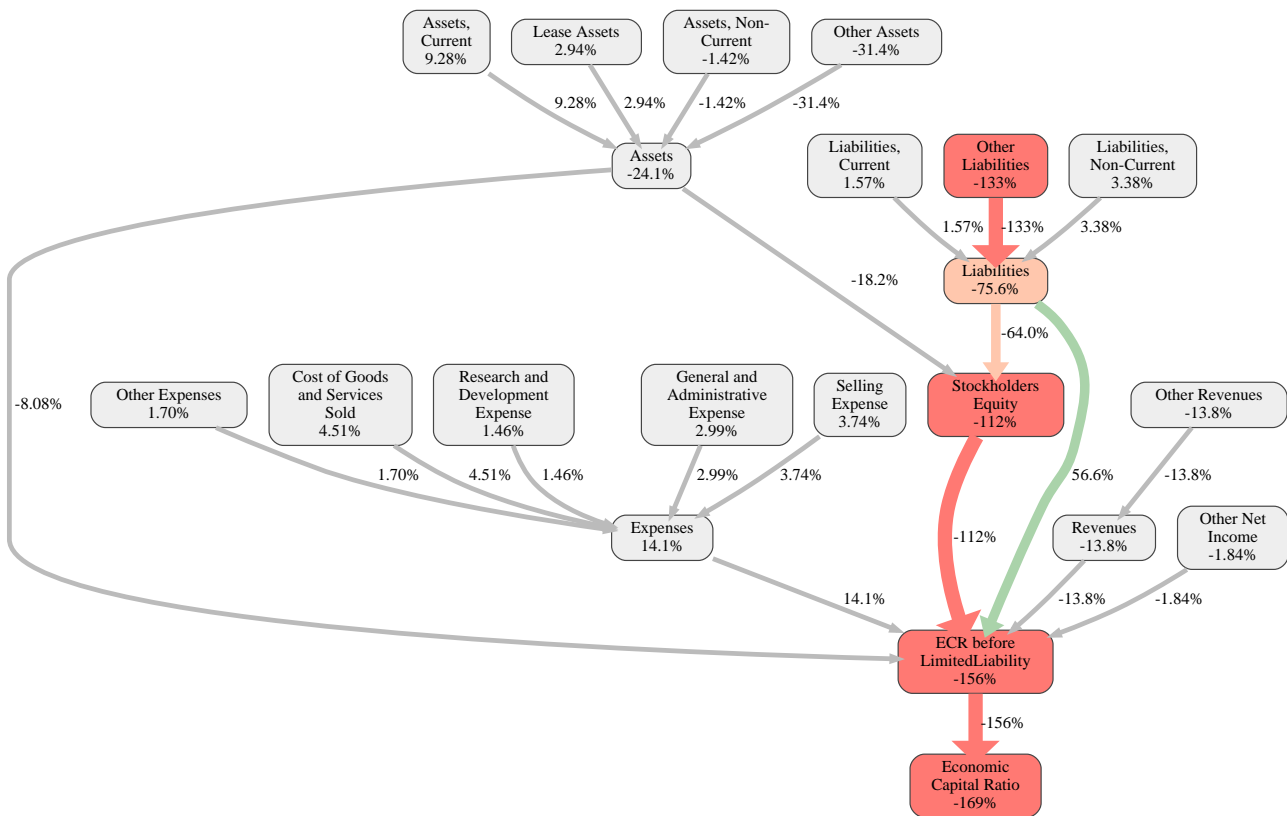 Assets,
Current
9.28%
Lease Assets
2.94%
Assets, Non-
Current
-1.42%
Other Assets
-31.4%
9.28%
2.94%
-1.42%
-31.4%
Assets
-24.1%
Liabilities,
Current
1.57%
Other
Liabilities
-133%
Liabilities,
Non-Current
3.38%
1.57%
-133%
3.38%
-18.2%
Liabilities
-75.6%
-64.0%
-8.08%
Other Expenses
1.70%
Cost of Goods
and Services
Sold
4.51%
Research and
Development
Expense
1.46%
General and
Administrative
Expense
2.99%
Selling
Expense
3.74%
Stockholders
Equity
-112%
Other Revenues
-13.8%
1.70%
4.51%
1.46%
2.99%
3.74%
56.6%
-13.8%
Expenses
14.1%
-112%
Revenues
-13.8%
Other Net
Income
-1.84%
14.1%
-13.8%
-1.84%
ECR before
LimitedLiability
-156%
-156%
Economic
Capital Ratio
-169%